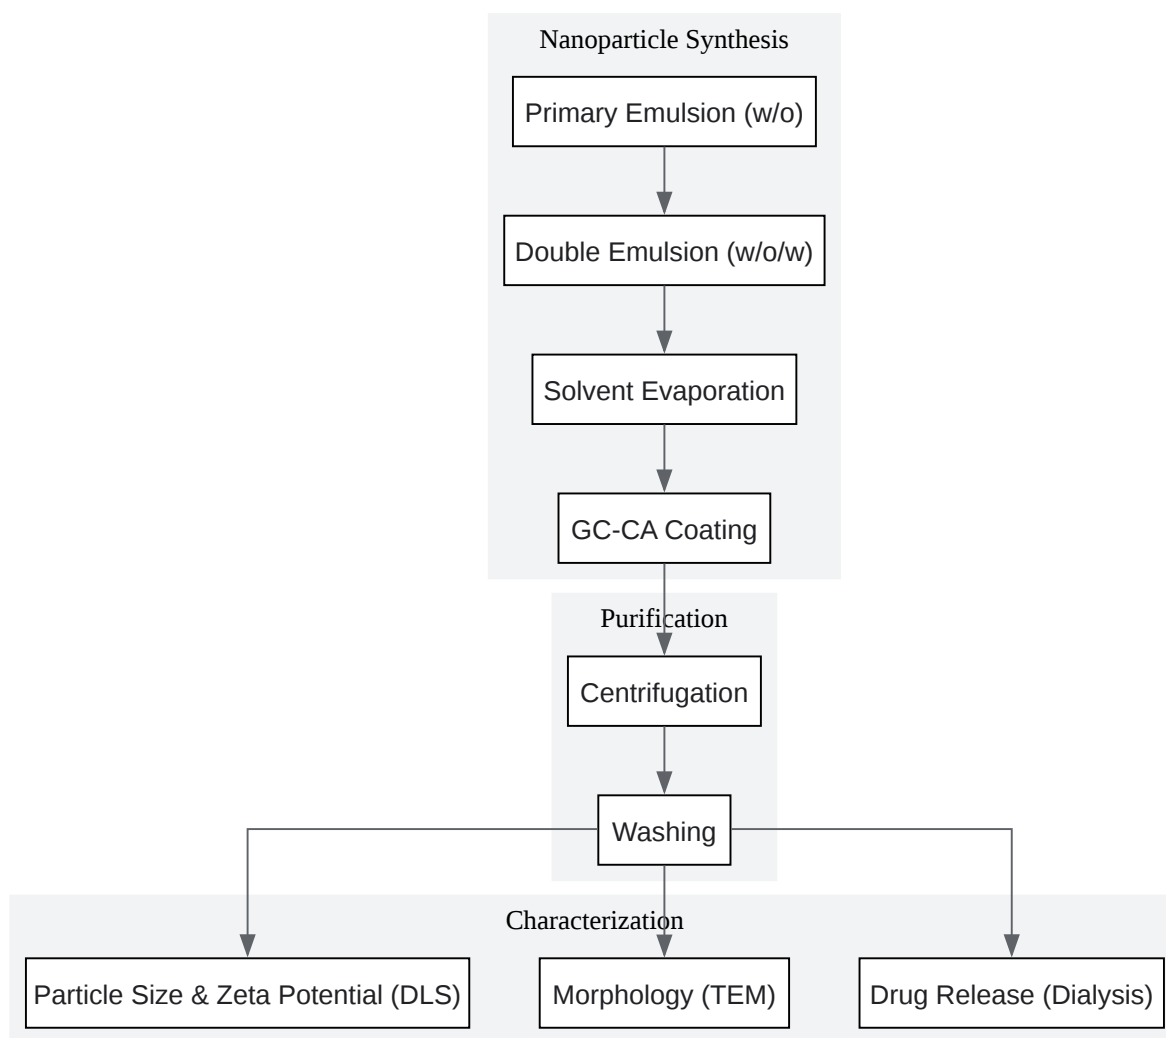 Nanoparticle Synthesis
Primary Emulsion (w/o)
Double Emulsion (w/o/w)
Solvent Evaporation
GC-CA Coating
Purification
Centrifugation
Washing
Characterization
Particle Size & Zeta Potential (DLS)
Morphology (TEM)
Drug Release (Dialysis)